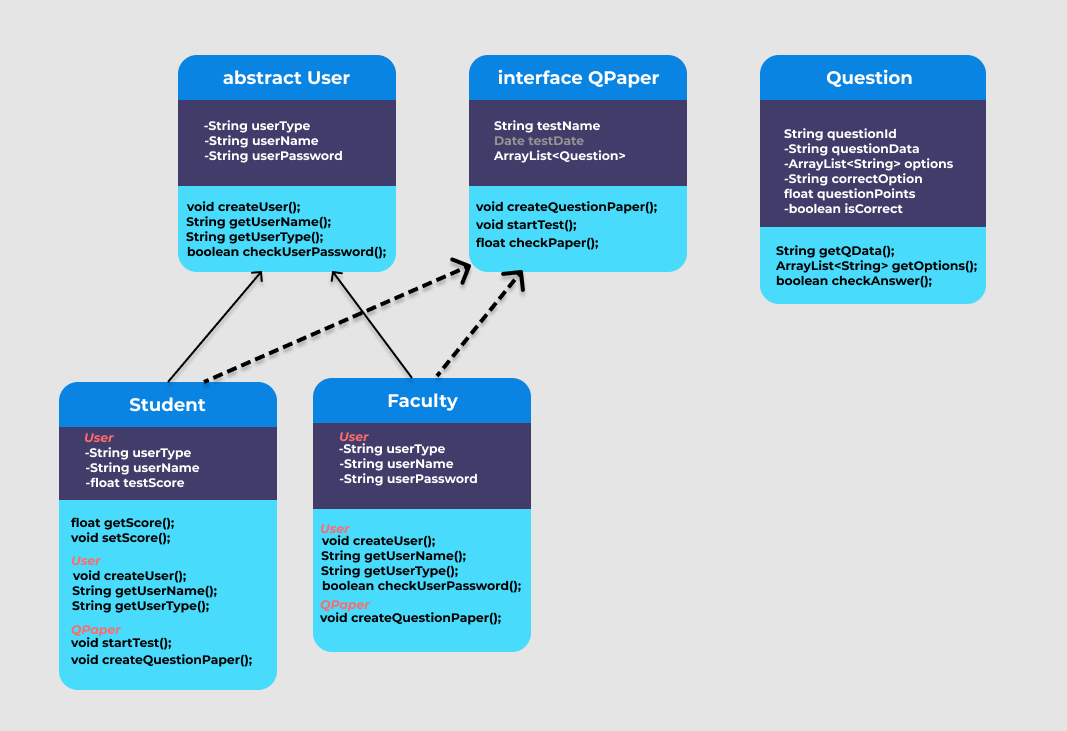 abstract User
-String userType
-String userName
-String userPassword
void createUser();
String getUserName();
String getUserType();
boolean checkUserPassword();
interface QPaper
String testName
Date testDate
ArrayList<Question>
void createQuestionPaper();
void startTest();
float checkPaper();
Question
String questionId
-String questionData
-ArrayList<String> options
-String correctOption
float questionPoints
-boolean isCorrect
String getQData();
ArrayList<String> getOptions();
boolean checkAnswer();
Student
User
-String userType
-String userName
-float testScore
float getScore();
void setScore();
User
void createUser();
String getUserName();
String getUserType();
QPaper
void startTest();
void createQuestionPaper();
Faculty
User
-String userType
-String userName
-String userPassword
User
void createUser();
String getUserName();
String getUserType();
boolean checkUserPassword();
QPaper
void createQuestionPaper();